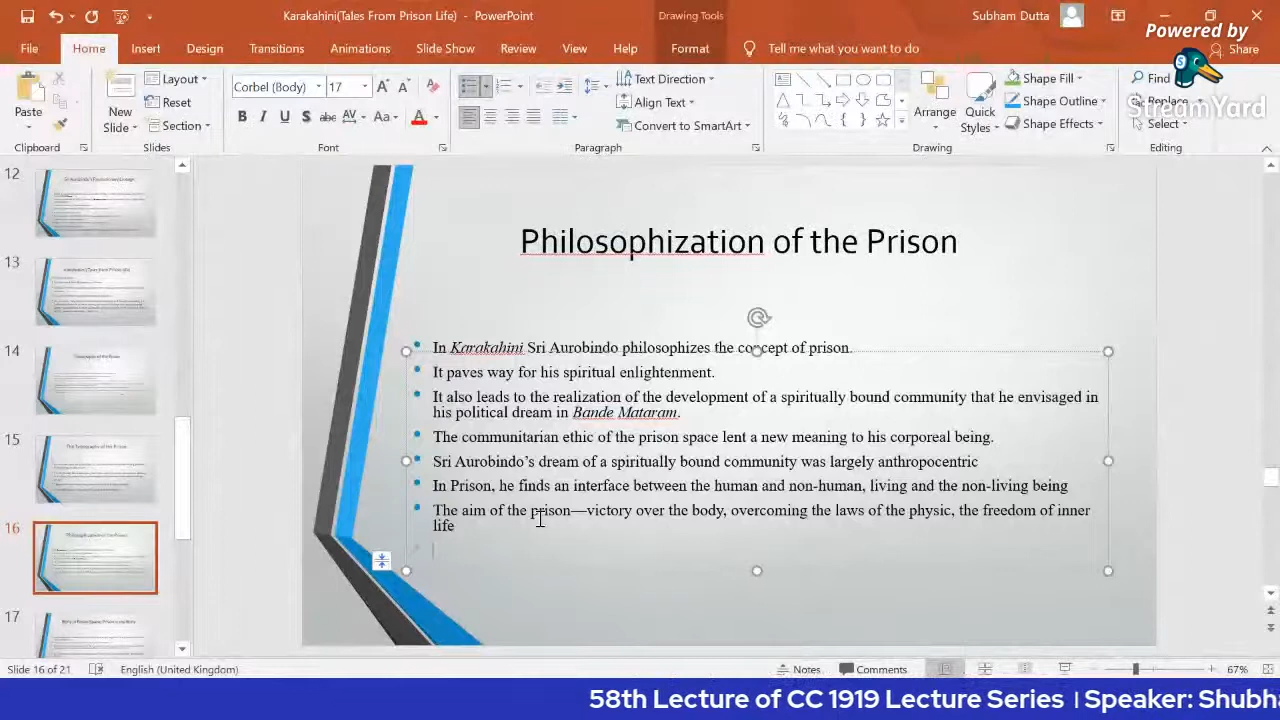 Karakahini(Tales From Prison Life) - PowerPoint
Drawing Tools
Subham Dutta
Powered by
StreamYard
File Home Insert Design Transitions Animations Slide Show Review View Help Format Tell me what you want to do Share
Paste
Clipboard
New Slide
Layout
Reset
Section
Slides
Corbel (Body) 17
B I U S abc AV Aa A
Font
Text Direction
Align Text
Convert to SmartArt
Paragraph
Arrange
Quick Styles
Shape Fill
Shape Outline
Shape Effects
Drawing
Find
Replace
Select
Editing
12
13
14
15
16
17
Philosophization of the Prison
In Karakahini Sri Aurobindo philosophizes the concept of prison.
It paves way for his spiritual enlightenment.
It also leads to the realization of the development of a spiritually bound community that he envisaged in
his political dream in Bande Mataram.
The communitarian ethic of the prison space lent a new meaning to his corporeal being.
Sri Aurobindo's dream of a spiritually bound community was largely anthropocentric
In Prison, he finds an interface between the human and non-human, living and the non-living being
The aim of the prison—victory over the body, overcoming the laws of the physic, the freedom of inner
life
Slide 16 of 21 English (United Kingdom) Notes Comments 67%
58th Lecture of CC 1919 Lecture Series | Speaker: Shubh